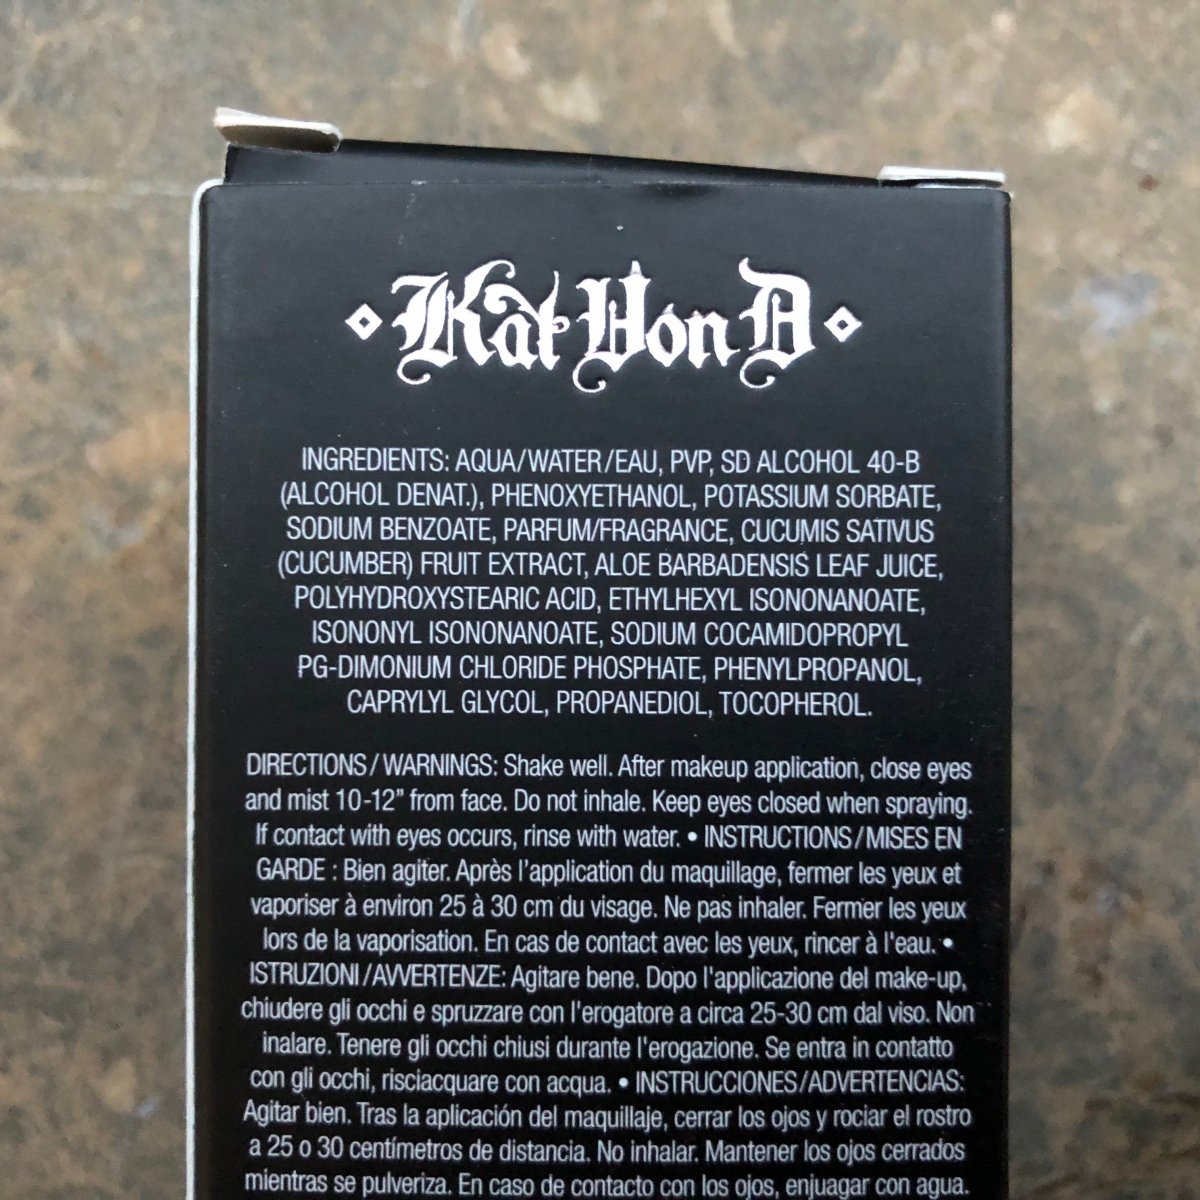 Kat Von D
INGREDIENTS: AQUA/WATER/EAU, PVP, SD ALCOHOL 40-B
(ALCOHOL DENAT.), PHENOXYETHANOL, POTASSIUM SORBATE,
SODIUM BENZOATE, PARFUM/FRAGRANCE, CUCUMIS SATIVUS
(CUCUMBER) FRUIT EXTRACT, ALOE BARBADENSIS LEAF JUICE,
POLYHYDROXYSTEARIC ACID, ETHYLHEXYL ISONONANOATE,
ISONONYL ISONONANOATE, SODIUM COCAMIDOPROPYL
PG-DIMONIUM CHLORIDE PHOSPHATE, PHENYLPROPANOL,
CAPRYLYL GLYCOL, PROPANEDIOL, TOCOPHEROL.
DIRECTIONS/WARNINGS: Shake well. After makeup application, close eyes
and mist 10-12” from face. Do not inhale. Keep eyes closed when spraying.
If contact with eyes occurs, rinse with water. • INSTRUCTIONS/MISES EN
GARDE : Bien agiter. Après l'application du maquillage, fermer les yeux et
vaporiser à environ 25 à 30 cm du visage. Ne pas inhaler. Fermer les yeux
lors de la vaporisation. En cas de contact avec les yeux, rincer à l'eau. •
ISTRUZIONI/AVVERTENZE: Agitare bene. Dopo l'applicazione del make-up,
chiudere gli occhi e spruzzare con l'erogatore a circa 25-30 cm dal viso. Non
inalare. Tenere gli occhi chiusi durante l'erogazione. Se entra in contatto
con gli occhi, risciacquare con acqua. • INSTRUCCIONES/ADVERTENCIAS:
Agitar bien. Tras la aplicación del maquillaje, cerrar los ojos y rociar el rostro
a 25 o 30 centímetros de distancia. No inhalar. Mantener los ojos cerrados
mientras se pulveriza. En caso de contacto con los ojos, enjuagar con agua.